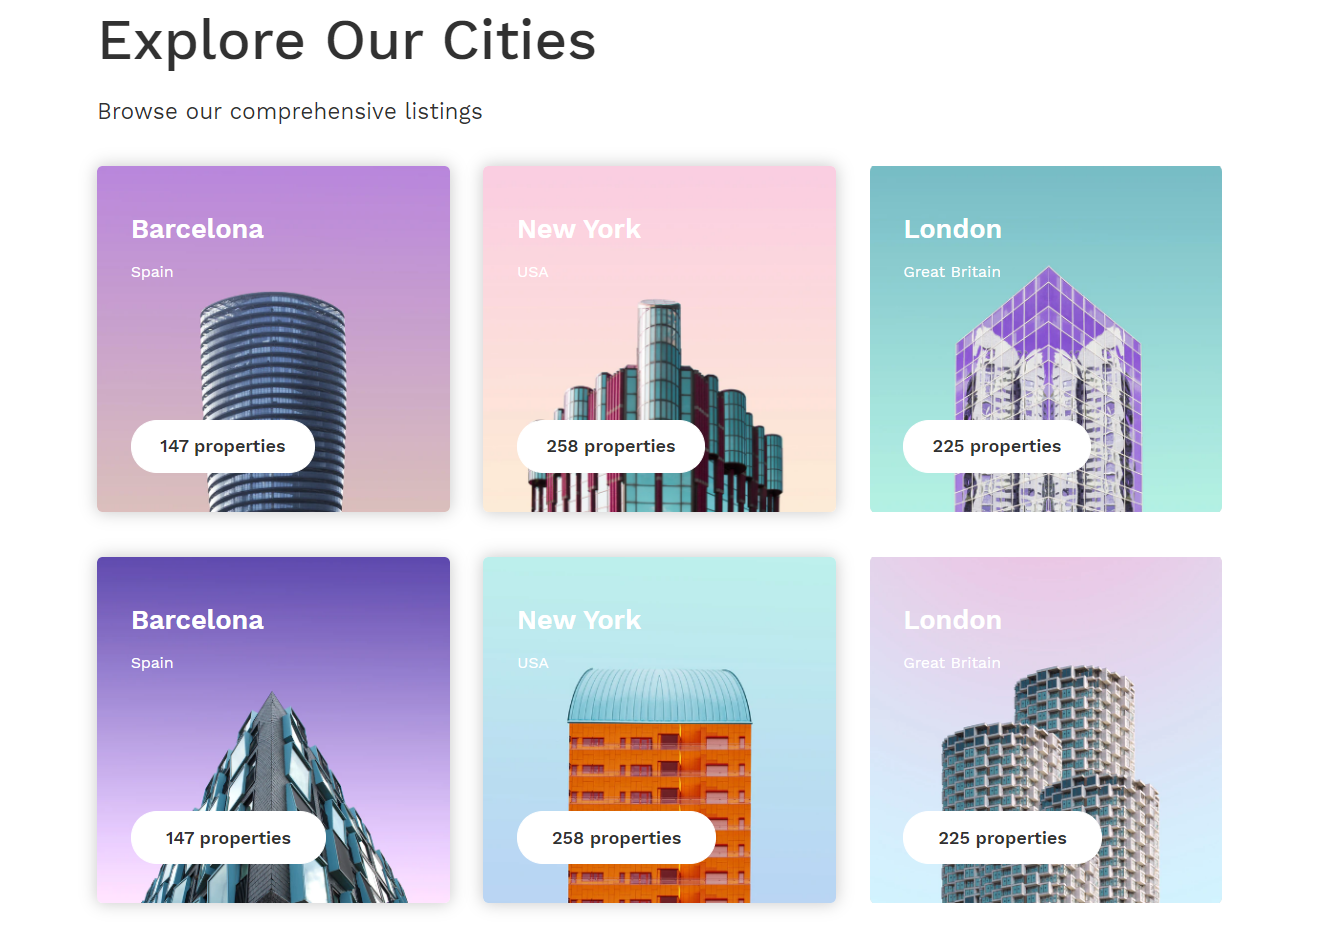 Explore Our Cities
Browse our comprehensive listings
Barcelona
Spain
147 properties
New York
USA
258 properties
London
Great Britain
225 properties
Barcelona
Spain
147 properties
New York
USA
258 properties
London
Great Britain
225 properties